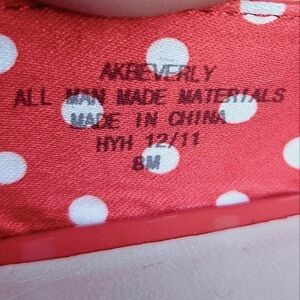 AKBEVERLY
ALL MAN MADE MATERIALS
MADE IN CHINA
HYH 12/11
8M